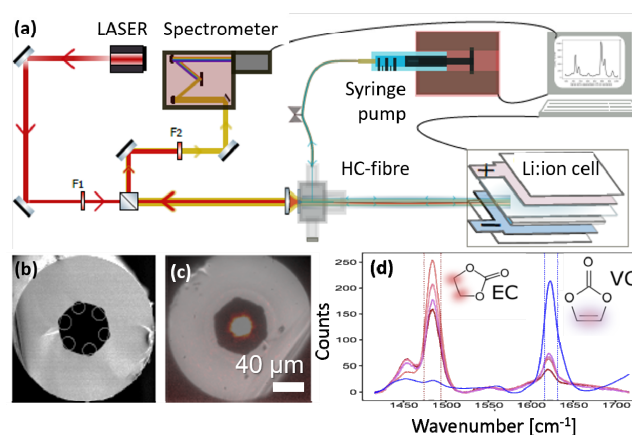 (a)
LASER
Spectrometer
F2
F1
Syringe
pump
HC-fibre
Li:ion cell
+
−
(b)
(c)
40 µm
(d)
EC
VC
O
O
O
O
O
O
Counts
250
200
150
100
50
0
1450
1500
1550
1600
1650
1700
Wavenumber [cm-1]